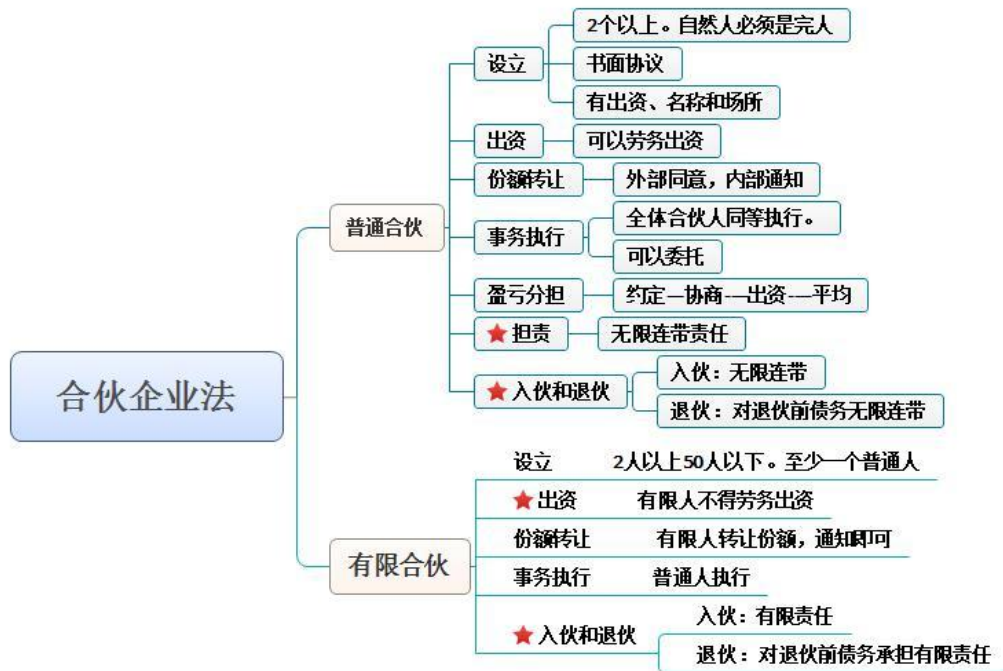 合伙企业法
普通合伙
设立
2个以上。自然人必须是完人
书面协议
有出资、名称和场所
出资
可以劳务出资
份额转让
外部同意，内部通知
事务执行
全体合伙人同等执行。
可以委托
盈亏分担
约定—协商-—出资-—平均
担责
无限连带责任
入伙和退伙
入伙：无限连带
退伙：对退伙前债务无限连带
有限合伙
设立 2人以上50人以下。至少一个普通人
出资 有限人不得劳务出资
份额转让 有限人转让份额，通知即可
事务执行 普通人执行
入伙和退伙
入伙：有限责任
退伙：对退伙前债务承担有限责任